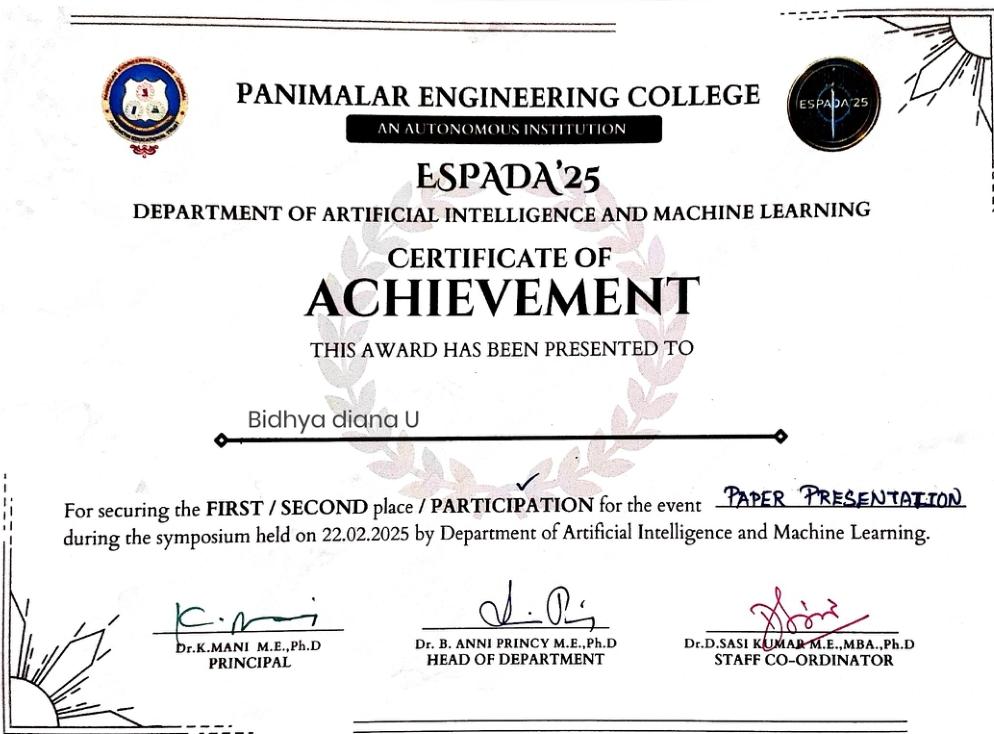 PANIMALAR ENGINEERING COLLEGE
AN AUTONOMOUS INSTITUTION
ESPADA'25
ESPADA'25
DEPARTMENT OF ARTIFICIAL INTELLIGENCE AND MACHINE LEARNING
CERTIFICATE OF
ACHIEVEMENT
THIS AWARD HAS BEEN PRESENTED TO
Bidhya diana U
For securing the FIRST / SECOND place / PARTICIPATION for the event PAPER PRESENTATION
during the symposium held on 22.02.2025 by Department of Artificial Intelligence and Machine Learning.
Dr.K.MANI M.E.,Ph.D
PRINCIPAL
Dr. B. ANNI PRINCY M.E.,Ph.D
HEAD OF DEPARTMENT
Dr.D.SASI KUMAR M.E.,MBA.,Ph.D
STAFF CO-ORDINATOR